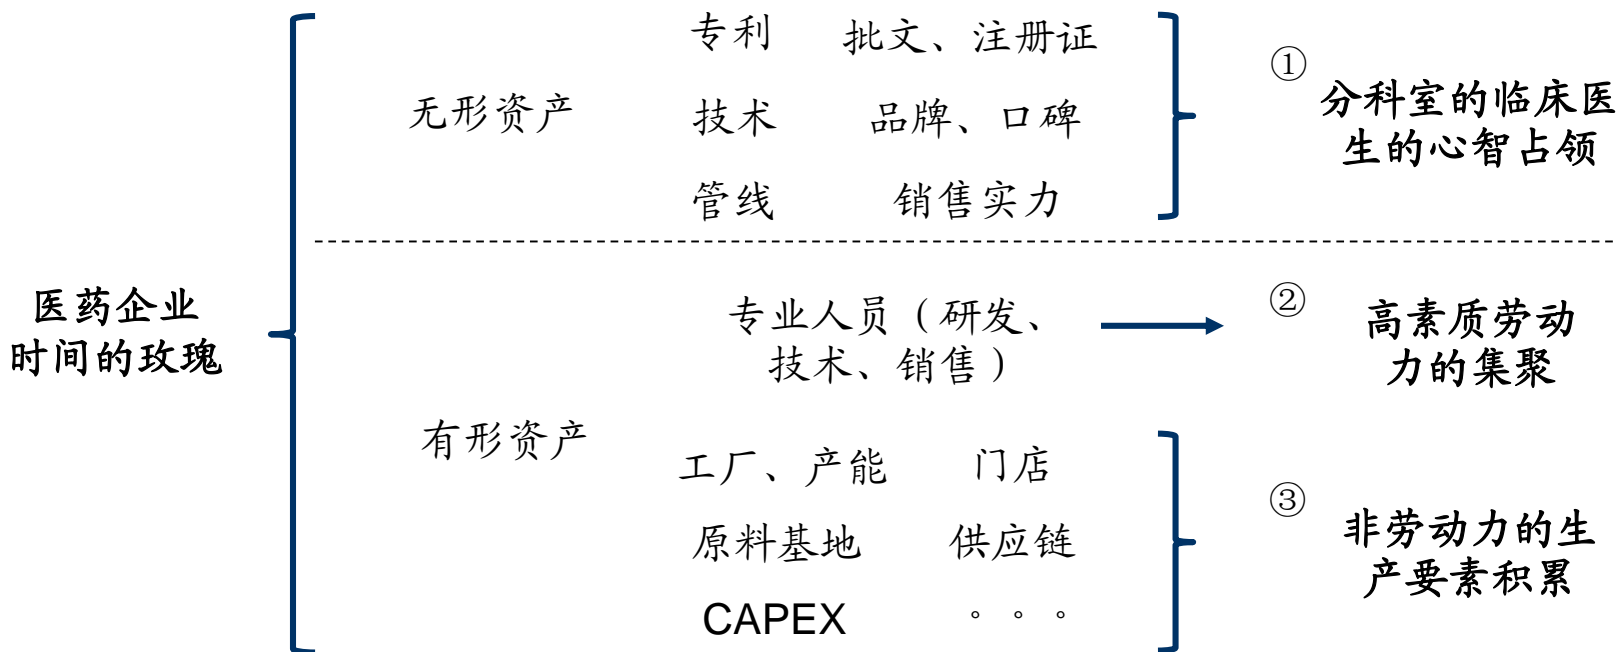 专利 批文、注册证
①
无形资产 技术 品牌、口碑
分科室的临床医
生的心智占领
管线 销售实力
医药企业
时间的玫瑰
专业人员（研发、
技术、销售）
②
高素质劳动
力的集聚
有形资产
工厂、产能 门店
③
原料基地 供应链
非劳动力的生
产要素积累
CAPEX 。。。